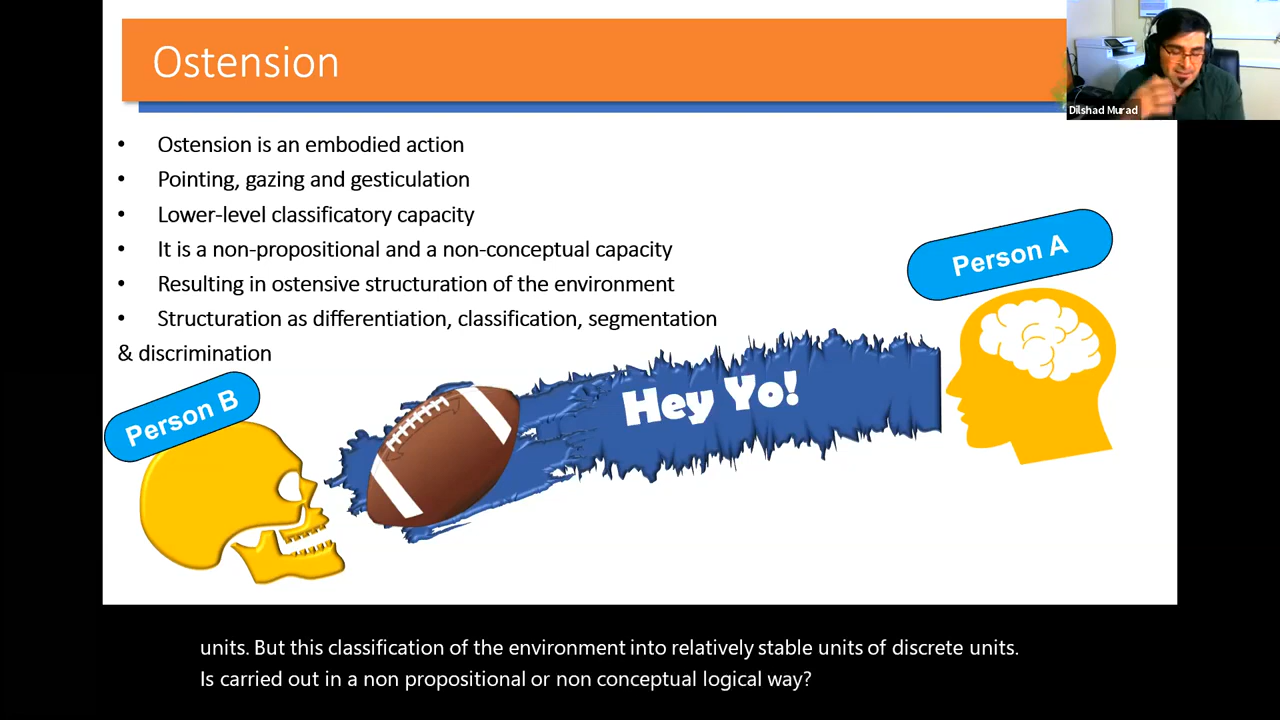 Ostension
Dilshad Murad
• Ostension is an embodied action
• Pointing, gazing and gesticulation
• Lower-level classificatory capacity
• It is a non-propositional and a non-conceptual capacity
• Resulting in ostensive structuration of the environment
• Structuration as differentiation, classification, segmentation
& discrimination
Person A
Hey Yo!
Person B
units. But this classification of the environment into relatively stable units of discrete units.
Is carried out in a non propositional or non conceptual logical way?